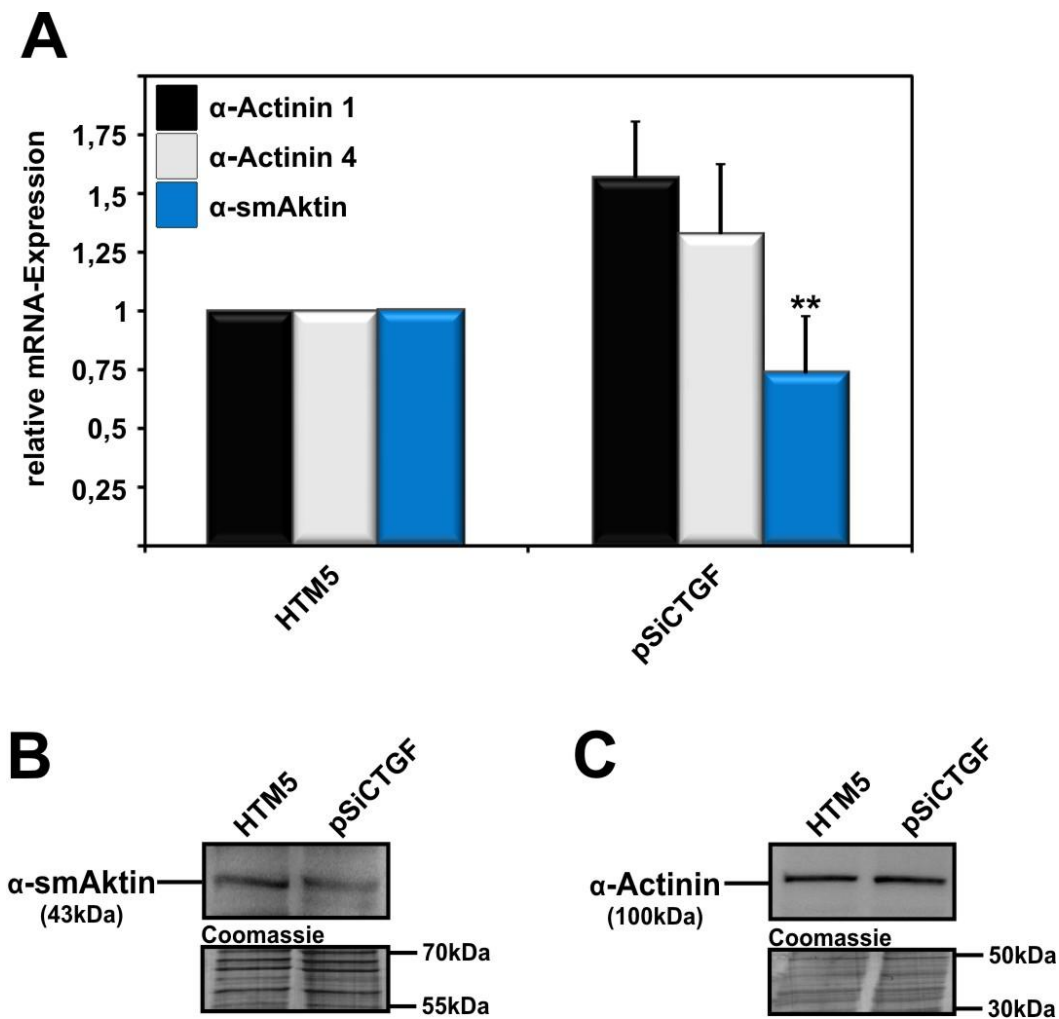 A
relative mRNA-Expression
α-Actinin 1
α-Actinin 4
α-smAktin
1,75
1,5
1,25
1
0,75
0,5
0,25
**
HTM5
pSiCTGF
B
HTM5
pSiCTGF
α-smAktin
(43kDa)
Coomassie
70kDa
55kDa
C
HTM5
pSiCTGF
α-Actinin
(100kDa)
Coomassie
50kDa
30kDa